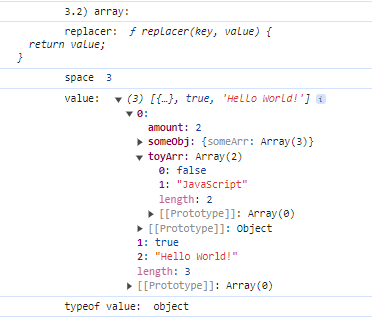 3.2) array:
replacer: ƒ replacer(key, value) {
return value;
}
space 3
value: ▼ (3) [{…}, true, 'Hello World!'] i
▼ 0:
amount: 2
▶ someObj: {someArr: Array(3)}
▼ toyArr: Array(2)
0: false
1: "JavaScript"
length: 2
▶ [[Prototype]]: Array(0)
▶ [[Prototype]]: Object
1: true
2: "Hello World!"
length: 3
▶ [[Prototype]]: Array(0)
typeof value: object